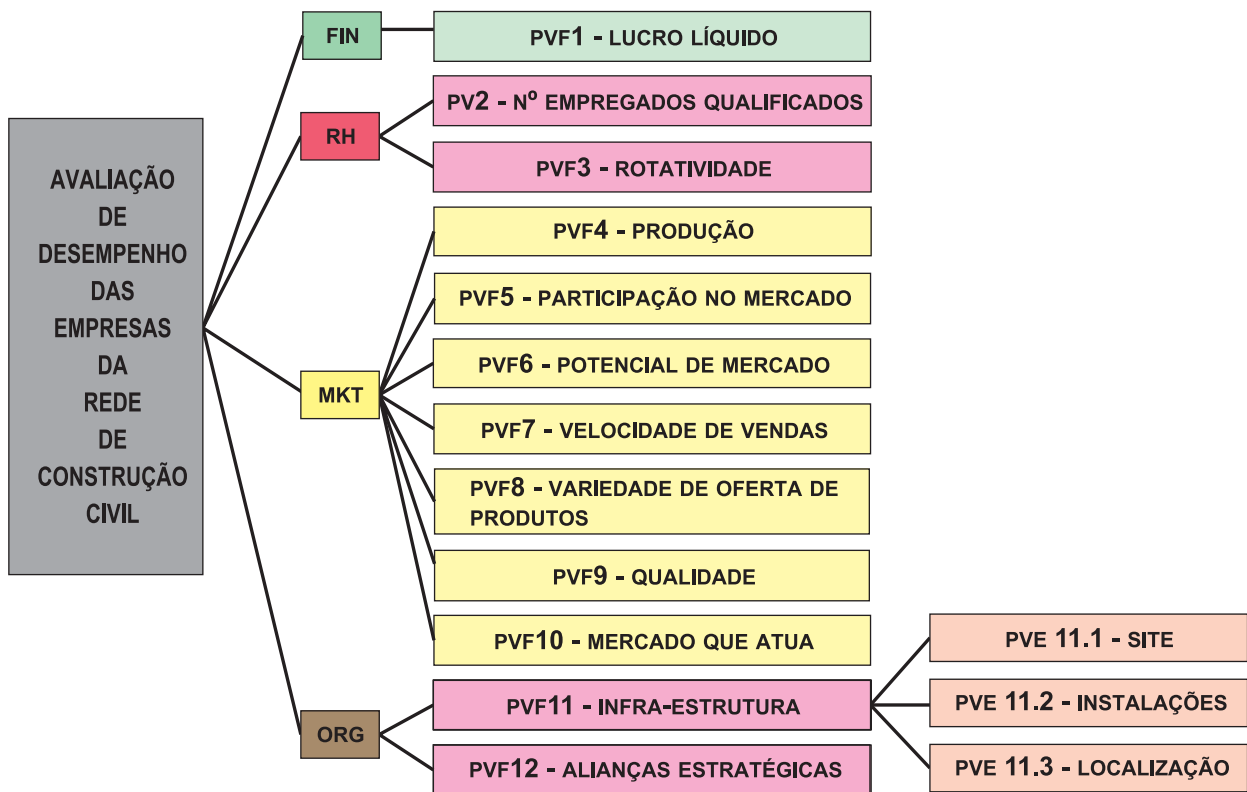 AVALIAÇÃO
DE
DESEMPENHO
DAS
EMPRESAS
DA
REDE
DE
CONSTRUÇÃO
CIVIL
FIN
PVF1 - LUCRO LÍQUIDO
RH
PV2 - Nº EMPREGADOS QUALIFICADOS
PVF3 - ROTATIVIDADE
MKT
PVF4 - PRODUÇÃO
PVF5 - PARTICIPAÇÃO NO MERCADO
PVF6 - POTENCIAL DE MERCADO
PVF7 - VELOCIDADE DE VENDAS
PVF8 - VARIEDADE DE OFERTA DE
PRODUTOS
PVF9 - QUALIDADE
PVF10 - MERCADO QUE ATUA
ORG
PVF11 - INFRA-ESTRUTURA
PVF12 - ALIANÇAS ESTRATÉGICAS
PVE 11.1 - SITE
PVE 11.2 - INSTALAÇÕES
PVE 11.3 - LOCALIZAÇÃO